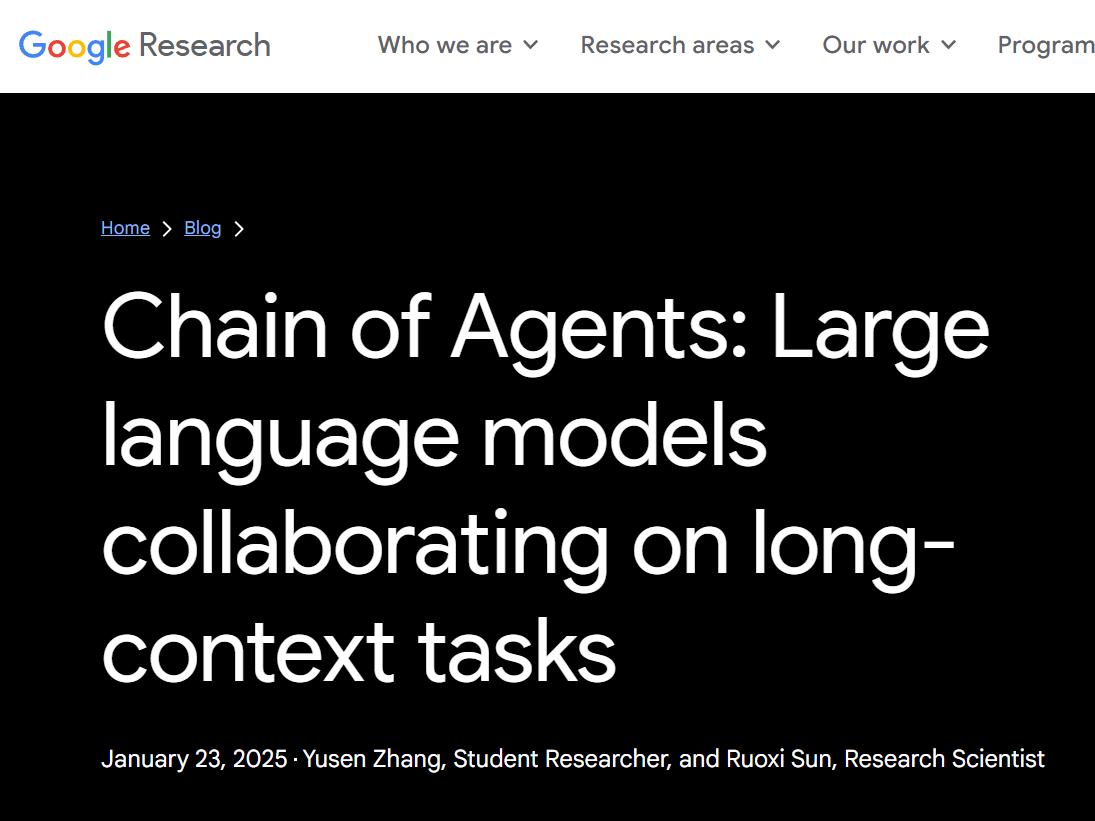 Google Research Who we are Research areas Our work Program
Home Blog
Chain of Agents: Large
language models
collaborating on long-
context tasks
January 23, 2025 · Yusen Zhang, Student Researcher, and Ruoxi Sun, Research Scientist